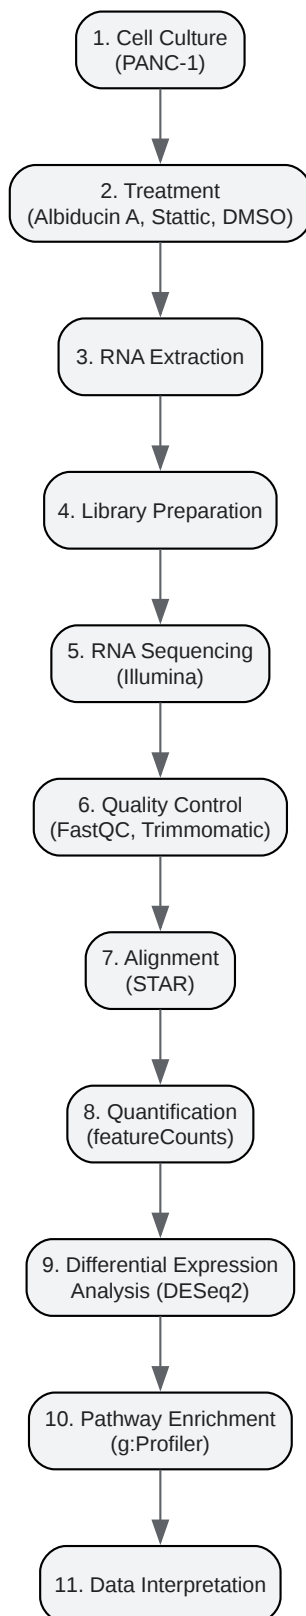 1. Cell Culture
(PANC-1)
2. Treatment
(Albiducin A, Stattic, DMSO)
3. RNA Extraction
4. Library Preparation
5. RNA Sequencing
(Illumina)
6. Quality Control
(FastQC, Trimmomatic)
7. Alignment
(STAR)
8. Quantification
(featureCounts)
9. Differential Expression
Analysis (DESeq2)
10. Pathway Enrichment
(g:Profiler)
11. Data Interpretation